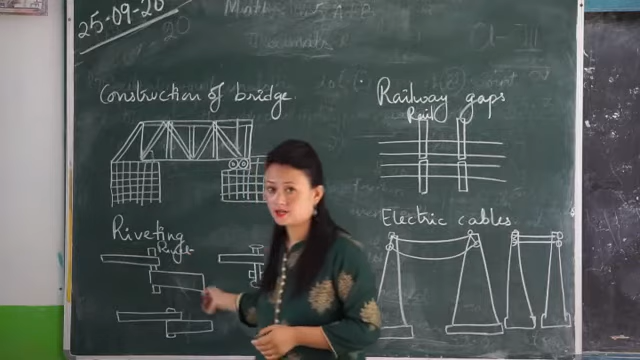 25-09-20
Construction of bridge
Railway gaps
Rail
Riveting
Electric cables